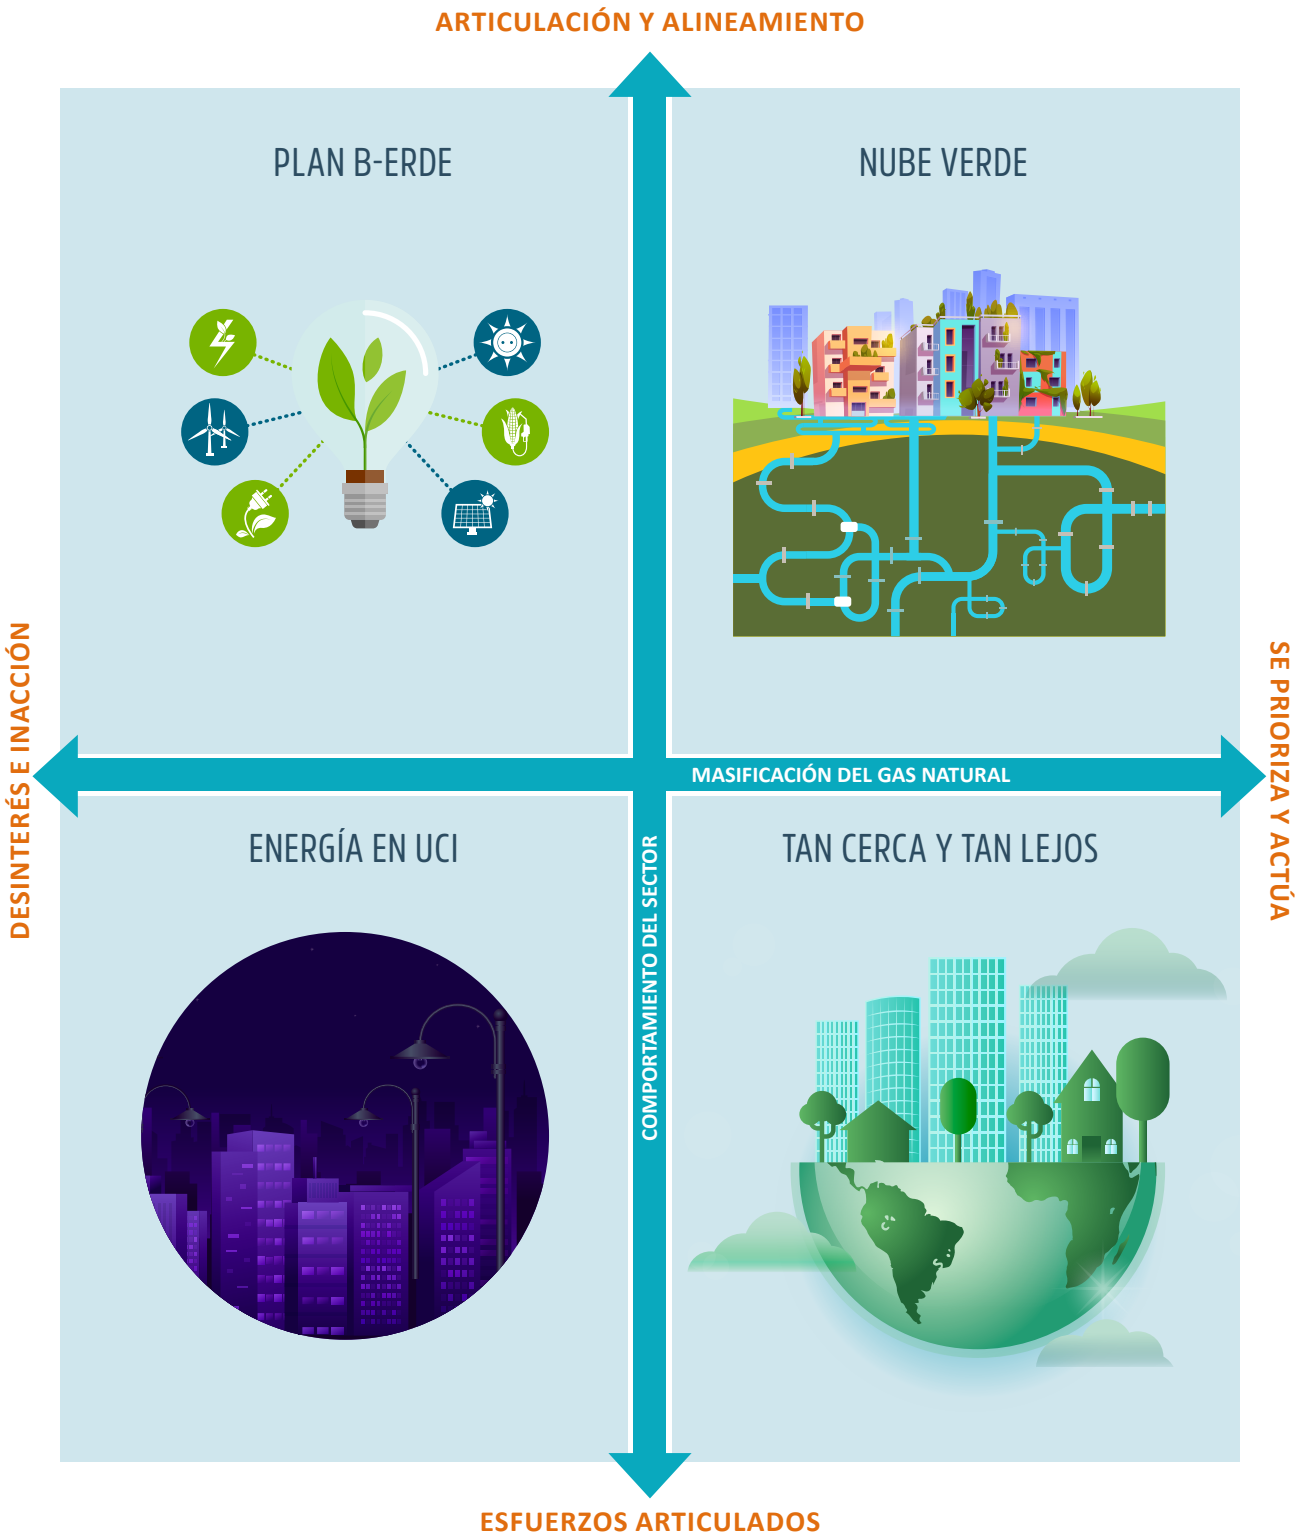 ARTICULACIÓN Y ALINEAMIENTO
PLAN B-ERDE
NUBE VERDE
DESINTERÉS E INACCIÓN
SE PRIORIZA Y ACTÚA
MASIFICACIÓN DEL GAS NATURAL
COMPORTAMIENTO DEL SECTOR
ENERGÍA EN UCI
TAN CERCA Y TAN LEJOS
ESFUERZOS ARTICULADOS